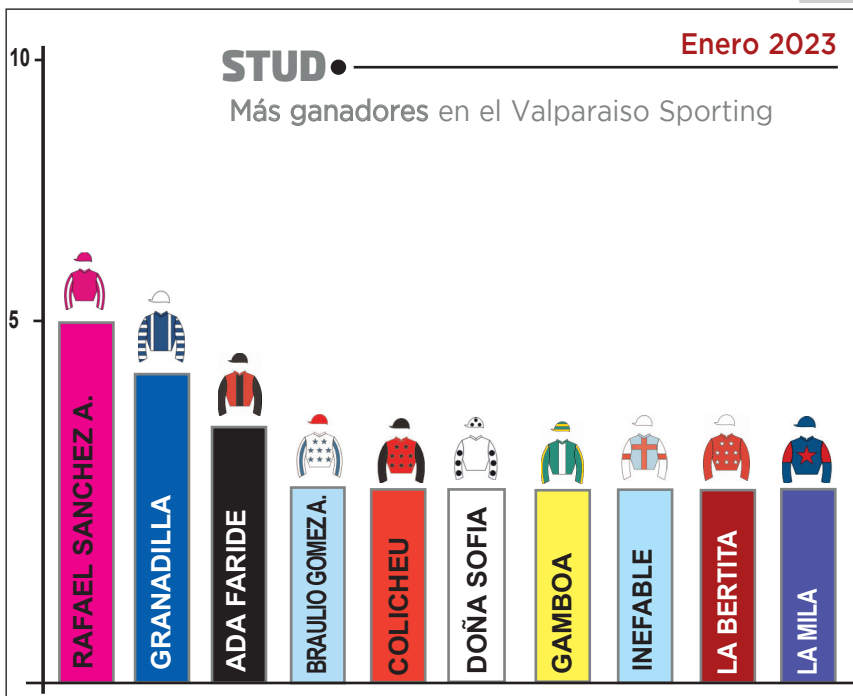 Enero 2023
STUD
Más ganadores en el Valparaiso Sporting
10
5
RAFAEL SANCHEZ A.
GRANADILLA
ADA FARIDE
BRAULIO GOMEZ A.
COLICHEU
DOÑA SOFIA
GAMBOA
INEFABLE
LA BERTITA
LA MILA